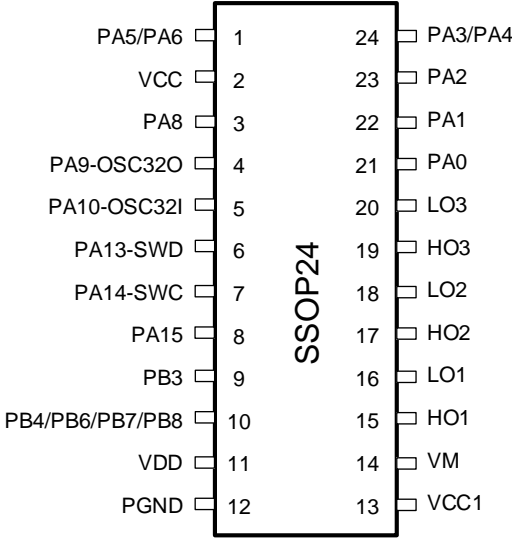 PA5/PA6 1 24 PA3/PA4
VCC 2 23 PA2
PA8 3 22 PA1
PA9-OSC32O 4 21 PA0
PA10-OSC32I 5 20 LO3
PA13-SWD 6 19 HO3
PA14-SWC 7 18 LO2
PA15 8 17 HO2
PB3 9 16 LO1
PB4/PB6/PB7/PB8 10 15 HO1
VDD 11 14 VM
PGND 12 13 VCC1
SSOP24